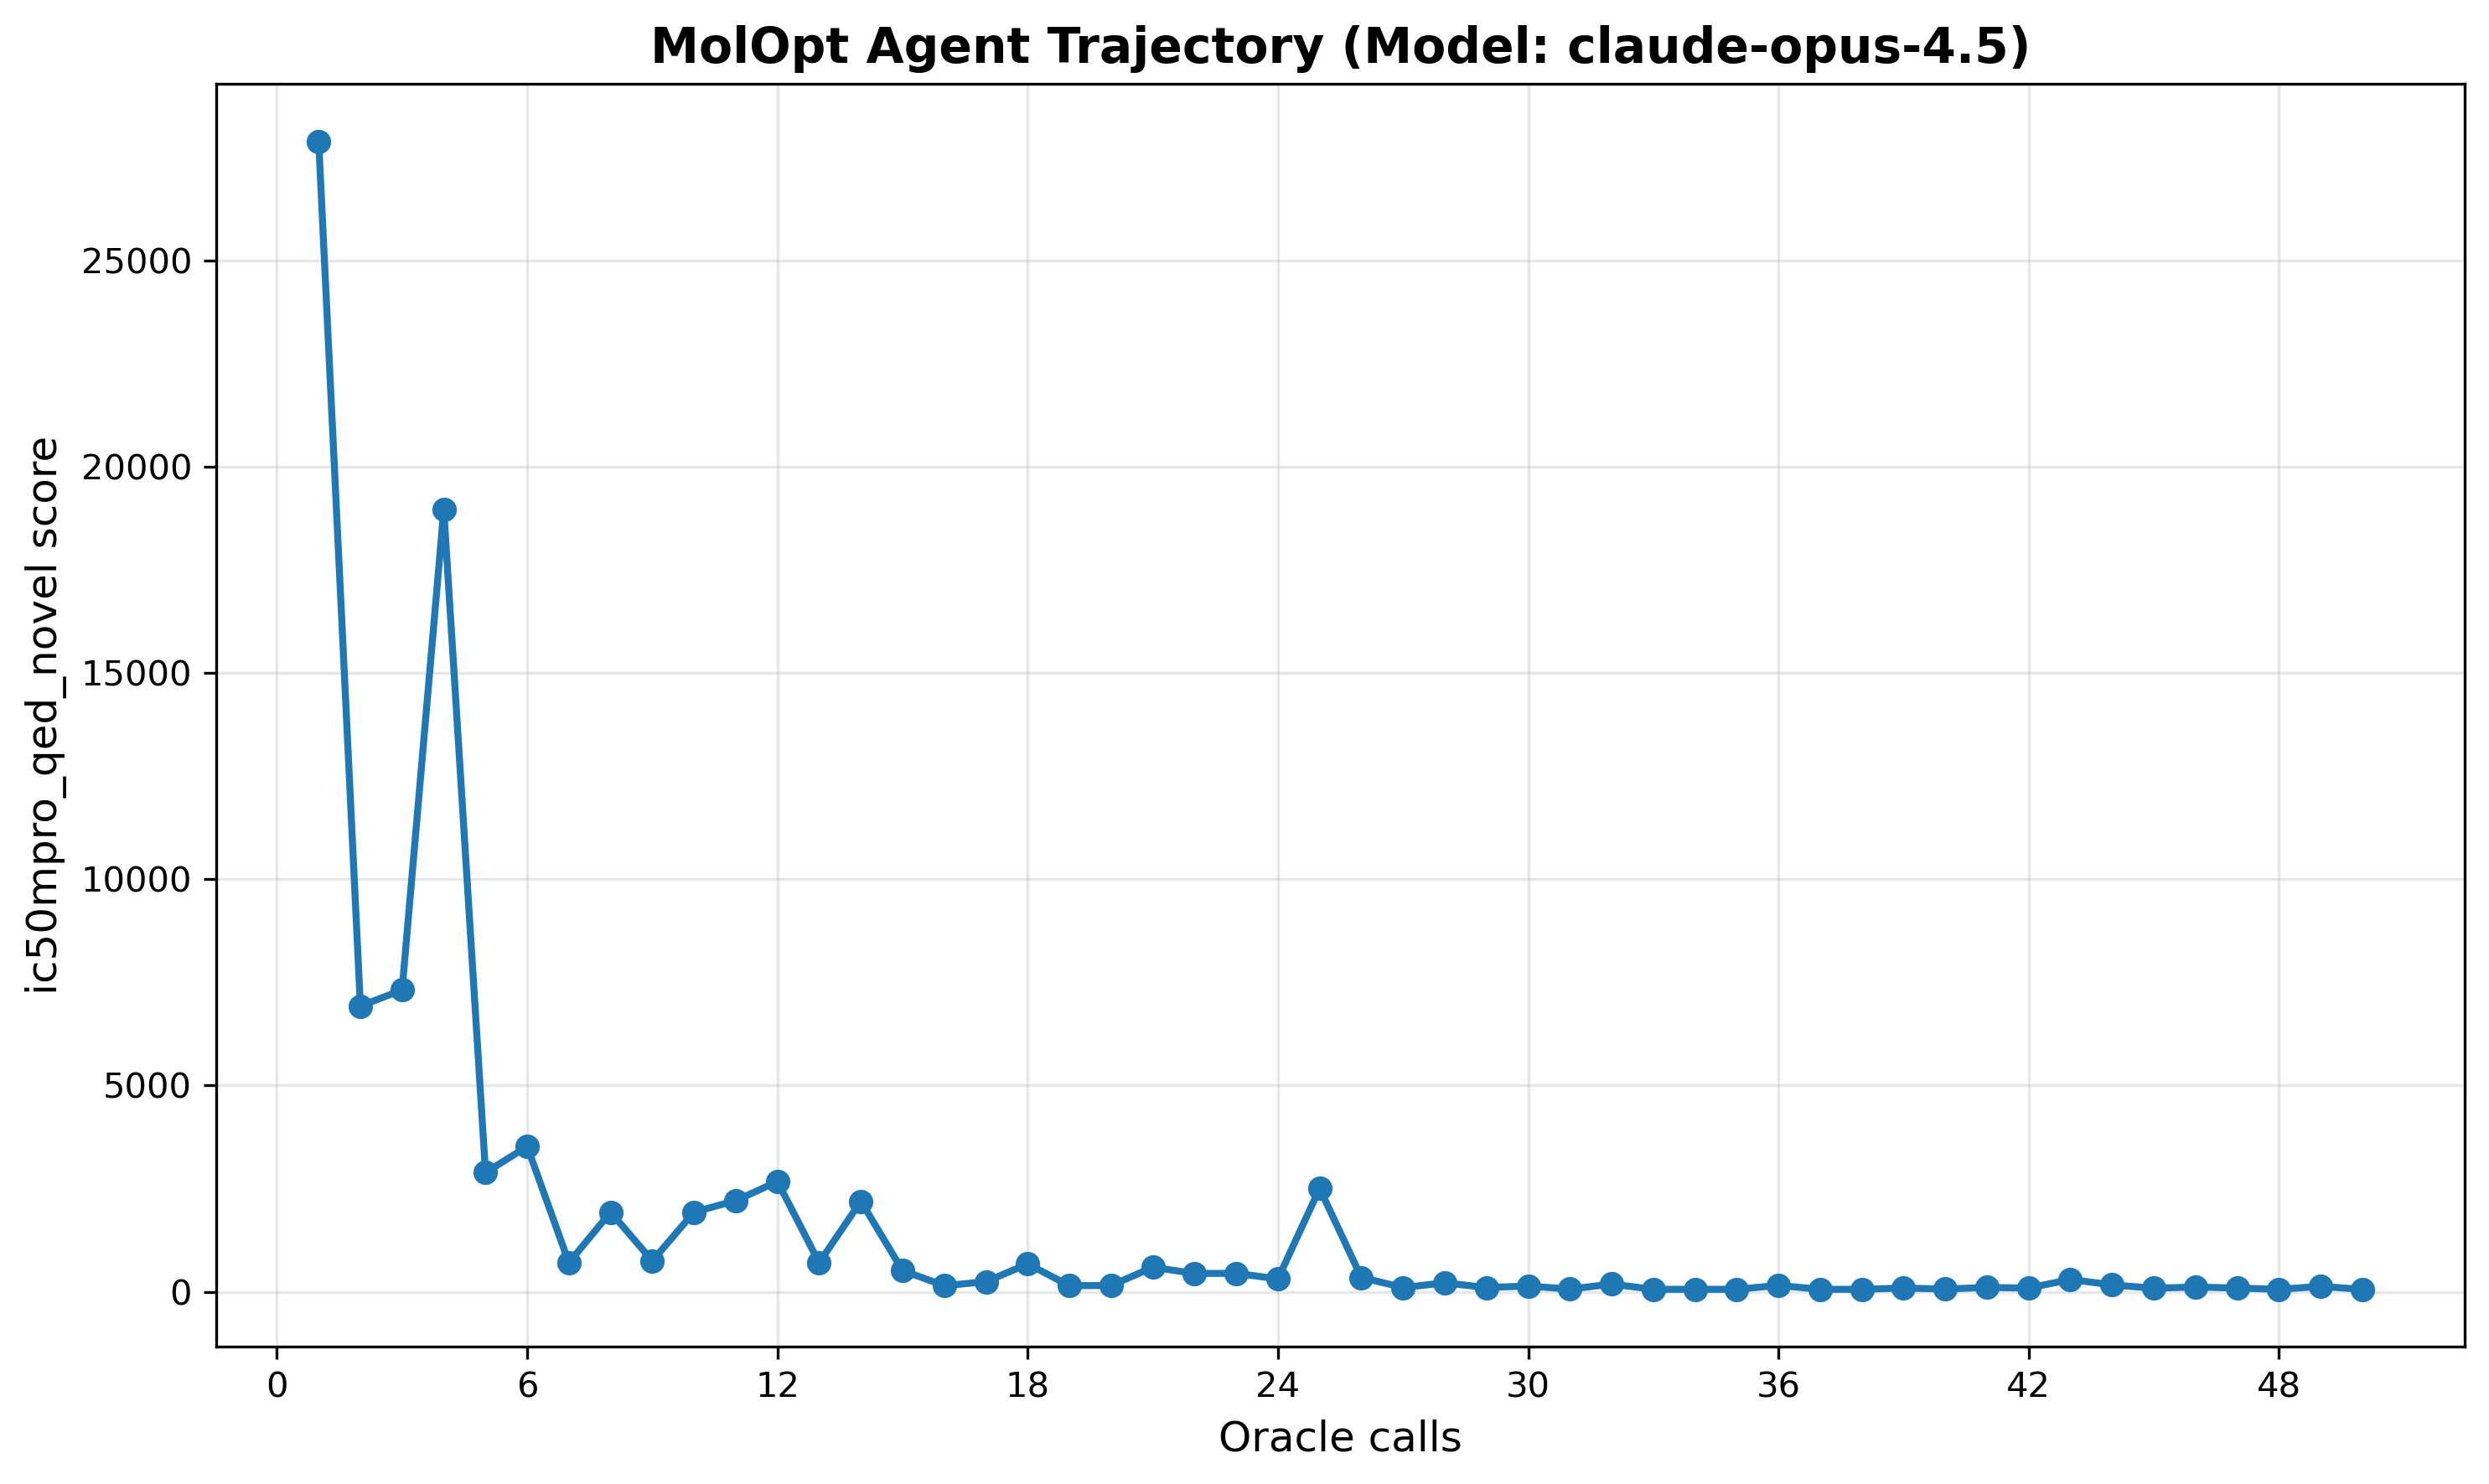 MolOpt Agent Trajectory (Model: claude-opus-4.5)
ic50mpro_qed_novel score
25000
20000
15000
10000
5000
0
0 6 12 18 24 30 36 42 48
Oracle calls